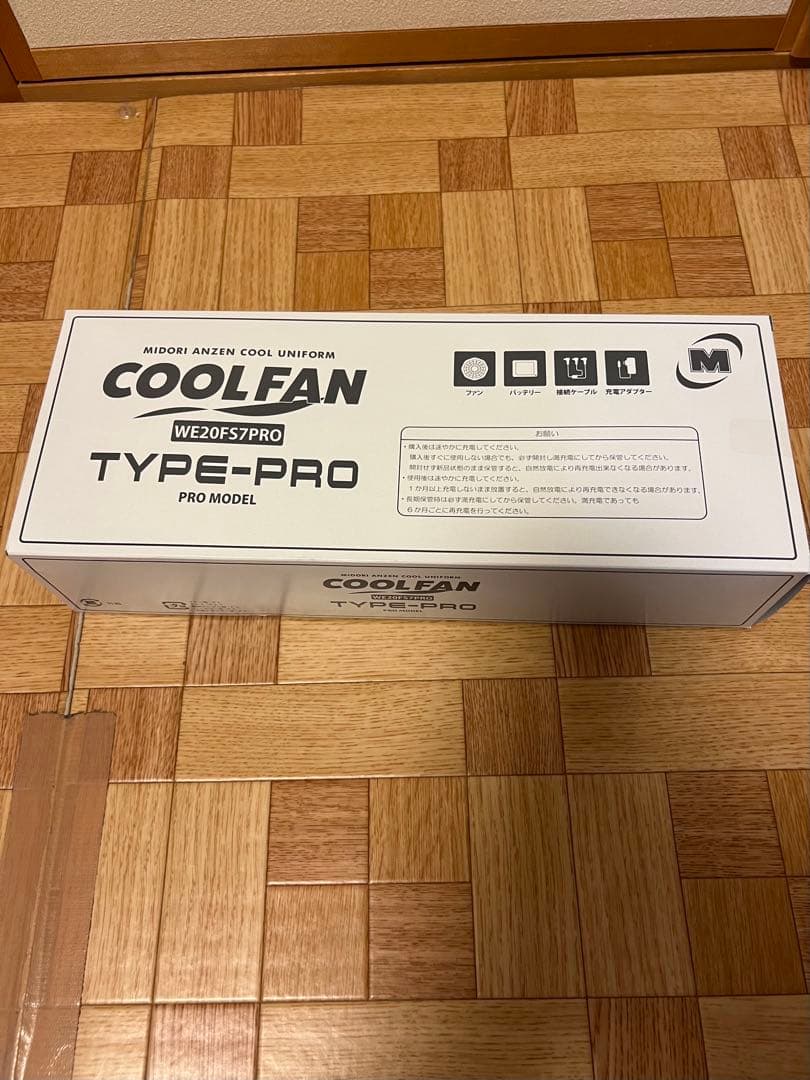 MIDORI ANZEN COOL UNIFORM
COOLFAN
WE20FS7PRO
TYPE-PRO
PRO MODEL
ファン
バッテリー
接続ケーブル
充電アダプター
M
お願い
・購入後は速やかに充電してください。
購入後すぐに使用しない場合でも、必ず開封し満充電にしてから保管してください。
開封せず新品状態のまま保管すると、自然放電により再充電出来なくなる場合があります。
・使用後は速やかに充電してください。
1か月以上充電しないまま放置すると、自然放電により再充電できなくなる場合があります。
・長期保管時は必ず満充電にしてから保管してください。満充電であっても
6か月ごとに再充電を行ってください。
MIDORI ANZEN COOL UNIFORM
COOLFAN
WE20FS7PRO
TYPE-PRO
PRO MODEL